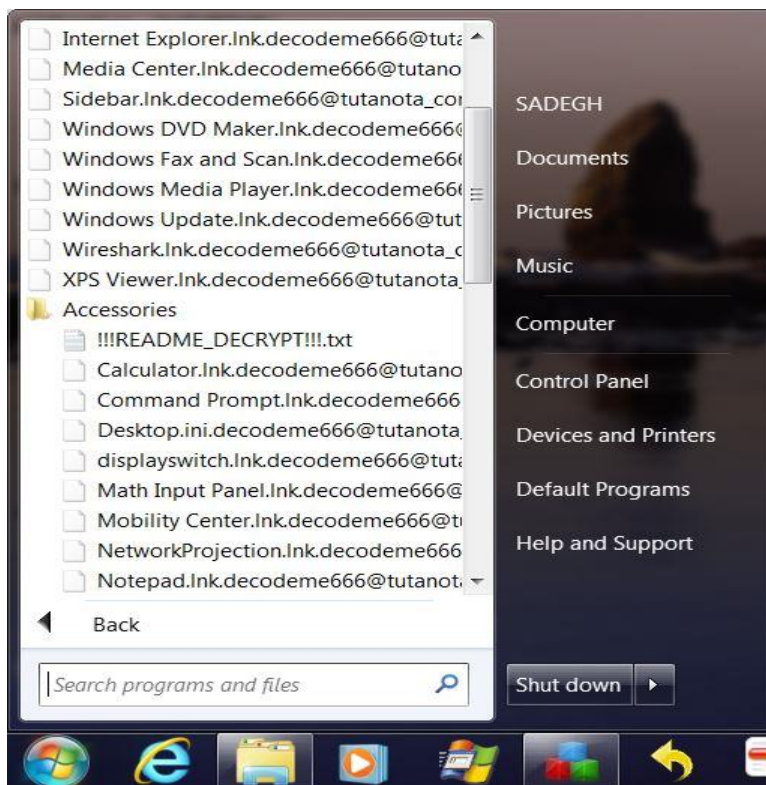 Internet Explorer.lnk.decodeme666@tuta
Media Center.lnk.decodeme666@tutano
Sidebar.lnk.decodeme666@tutanota_co
Windows DVD Maker.lnk.decodeme666
Windows Fax and Scan.lnk.decodeme66
Windows Media Player.lnk.decodeme66
Windows Update.lnk.decodeme666@tut
Wireshark.lnk.decodeme666@tutanota_c
XPS Viewer.lnk.decodeme666@tutanota_
Accessories
!!!README_DECRYPT!!!.txt
Calculator.lnk.decodeme666@tutano
Command Prompt.lnk.decodeme666
Desktop.ini.decodeme666@tutanota_
displayswitch.lnk.decodeme666@tuta
Math Input Panel.lnk.decodeme666@
Mobility Center.lnk.decodeme666@t
NetworkProjection.lnk.decodeme666
Notepad.lnk.decodeme666@tutanota
Back
Search programs and files
SADEGH
Documents
Pictures
Music
Computer
Control Panel
Devices and Printers
Default Programs
Help and Support
Shut down